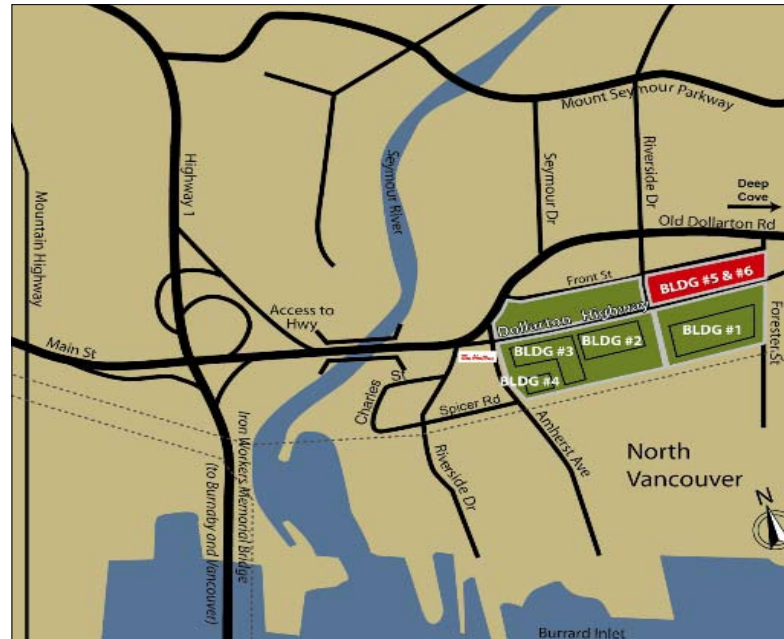 Mount Seymour Parkway
Highway 1
Seymour River
Seymour Dr
Riverside Dr
Deep
Cove
Mountain Highway
Old Dollarton Rd
Front St
BLDG #5 & #6
Access to
Hwy
Dollarton Highway
Forester St
Main St
BLDG #1
BLDG #2
BLDG #3
BLDG #4
Charles
St
Spicer Rd
Amherst Ave
Riverside Dr
North
Vancouver
N
Iron Workers Memorial Bridge
(to Burnaby and Vancouver)
Burrard Inlet